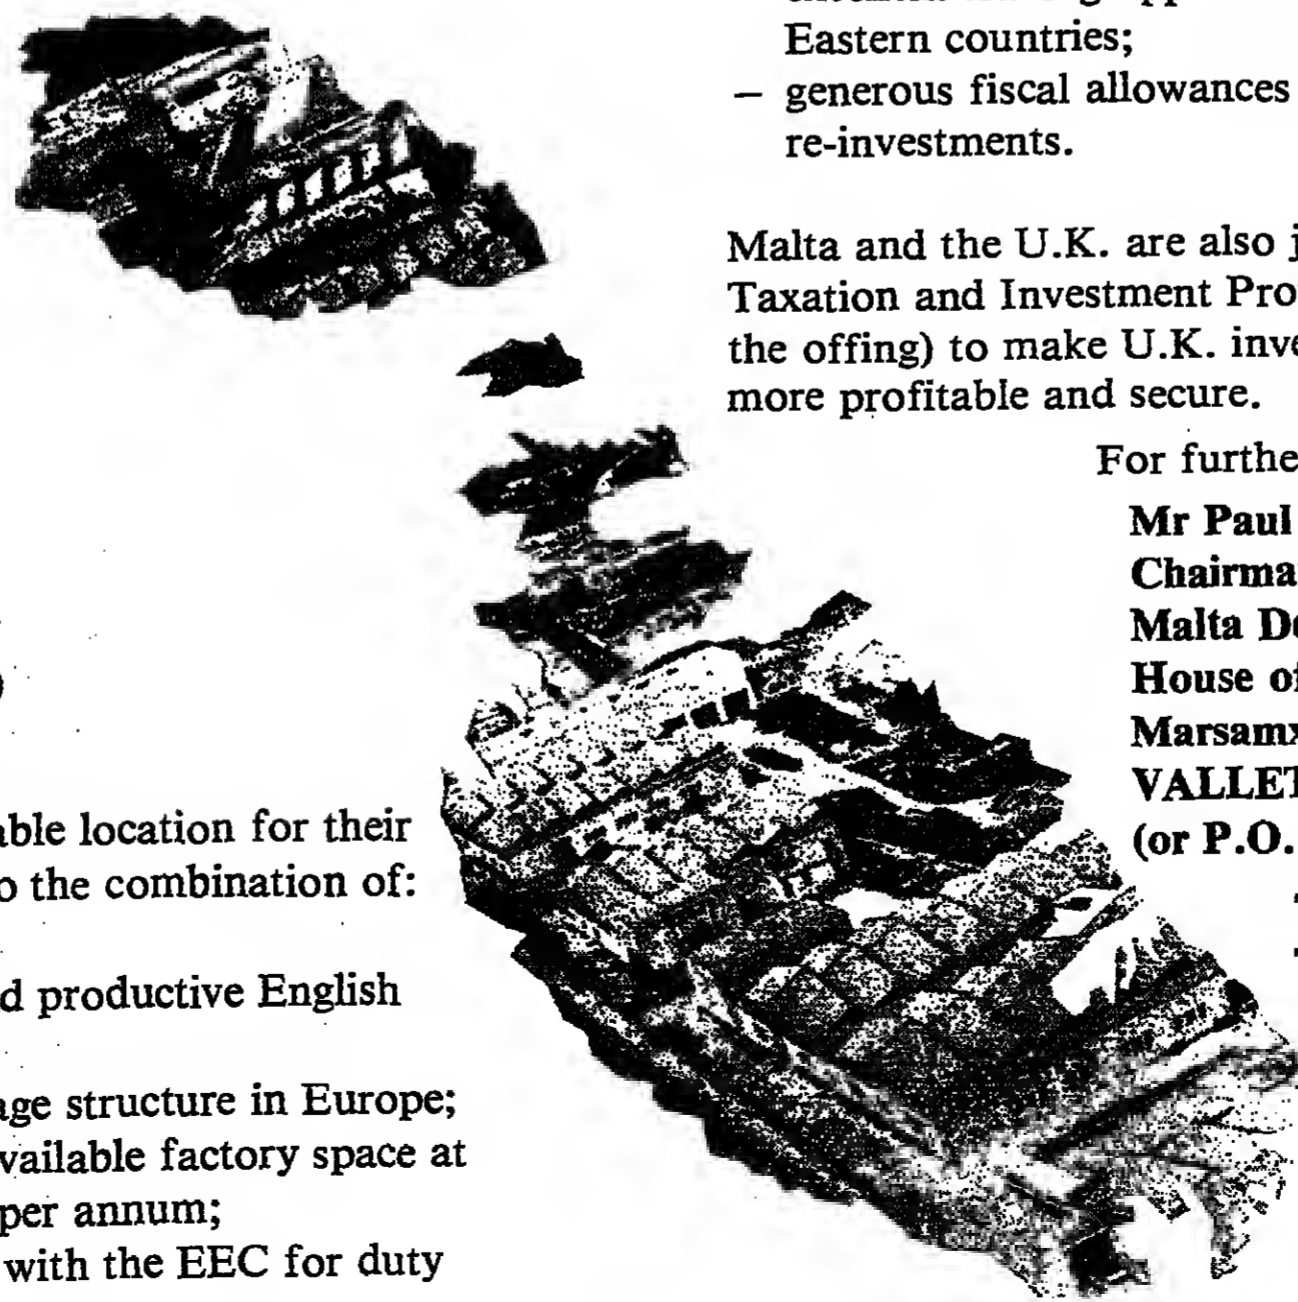 able location for their
o the combination of:
d productive English
age structure in Europe;
vailable factory space at
per annum;
with the EEC for duty
Eastern countries;
– generous fiscal allowances
re-investments.
Malta and the U.K. are also j
Taxation and Investment Pro
the offing) to make U.K. inve
more profitable and secure.
For furthe
Mr Paul
Chairma
Malta De
House of
Marsamx
VALLET
(or P.O.